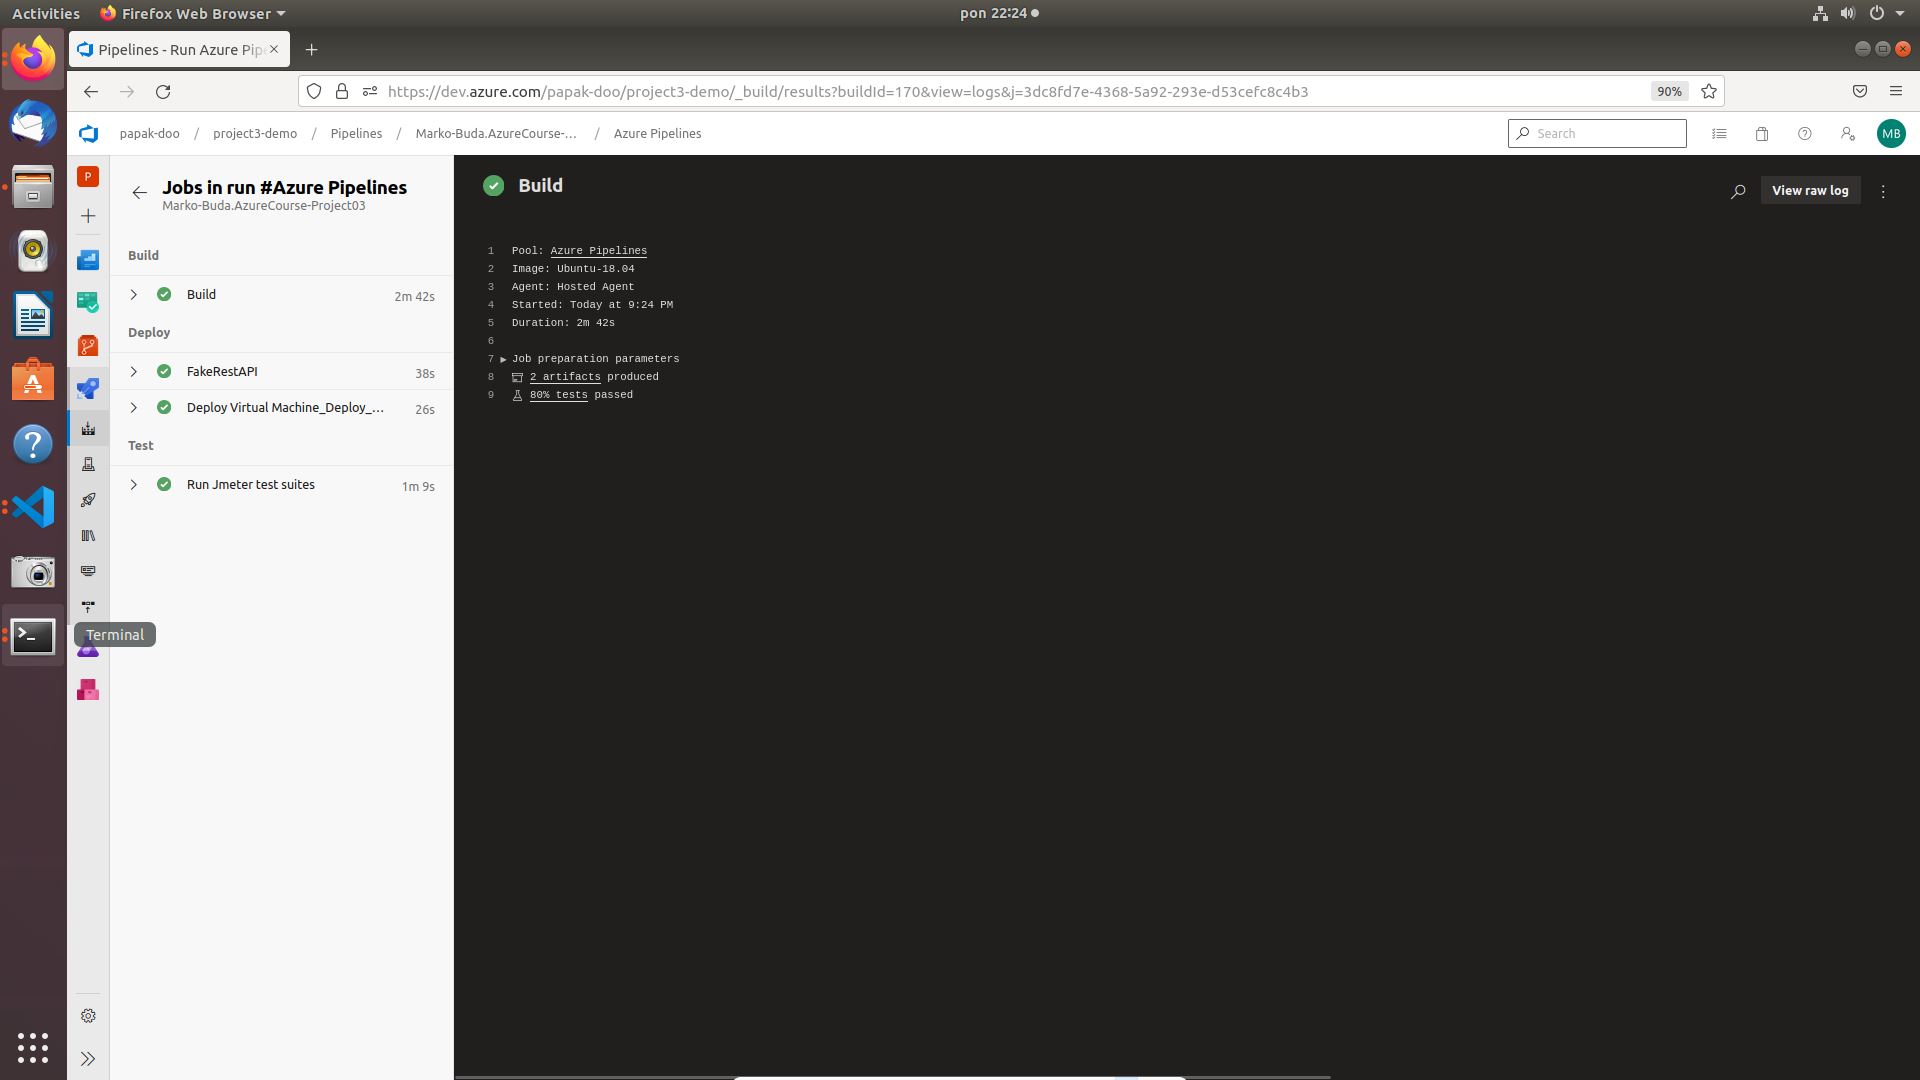 Activities
Firefox Web Browser
pon 22:24
Pipelines - Run Azure Pip
https://dev.azure.com/papak-doo/project3-demo/_build/results?buildId=170&view=logs&j=3dc8fd7e-4368-5a92-293e-d53cefc8c4b3
90%
papak-doo / project3-demo / Pipelines / Marko-Buda.AzureCourse-... / Azure Pipelines
Search
MB
P
Jobs in run #Azure Pipelines
Marko-Buda.AzureCourse-Project03
Build
Build 2m 42s
Deploy
FakeRestAPI 38s
Deploy Virtual Machine_Deploy_... 26s
Test
Run Jmeter test suites 1m 9s
Terminal
Build
View raw log
1 Pool: Azure Pipelines
2 Image: Ubuntu-18.04
3 Agent: Hosted Agent
4 Started: Today at 9:24 PM
5 Duration: 2m 42s
6
7 Job preparation parameters
8 2 artifacts produced
9 80% tests passed